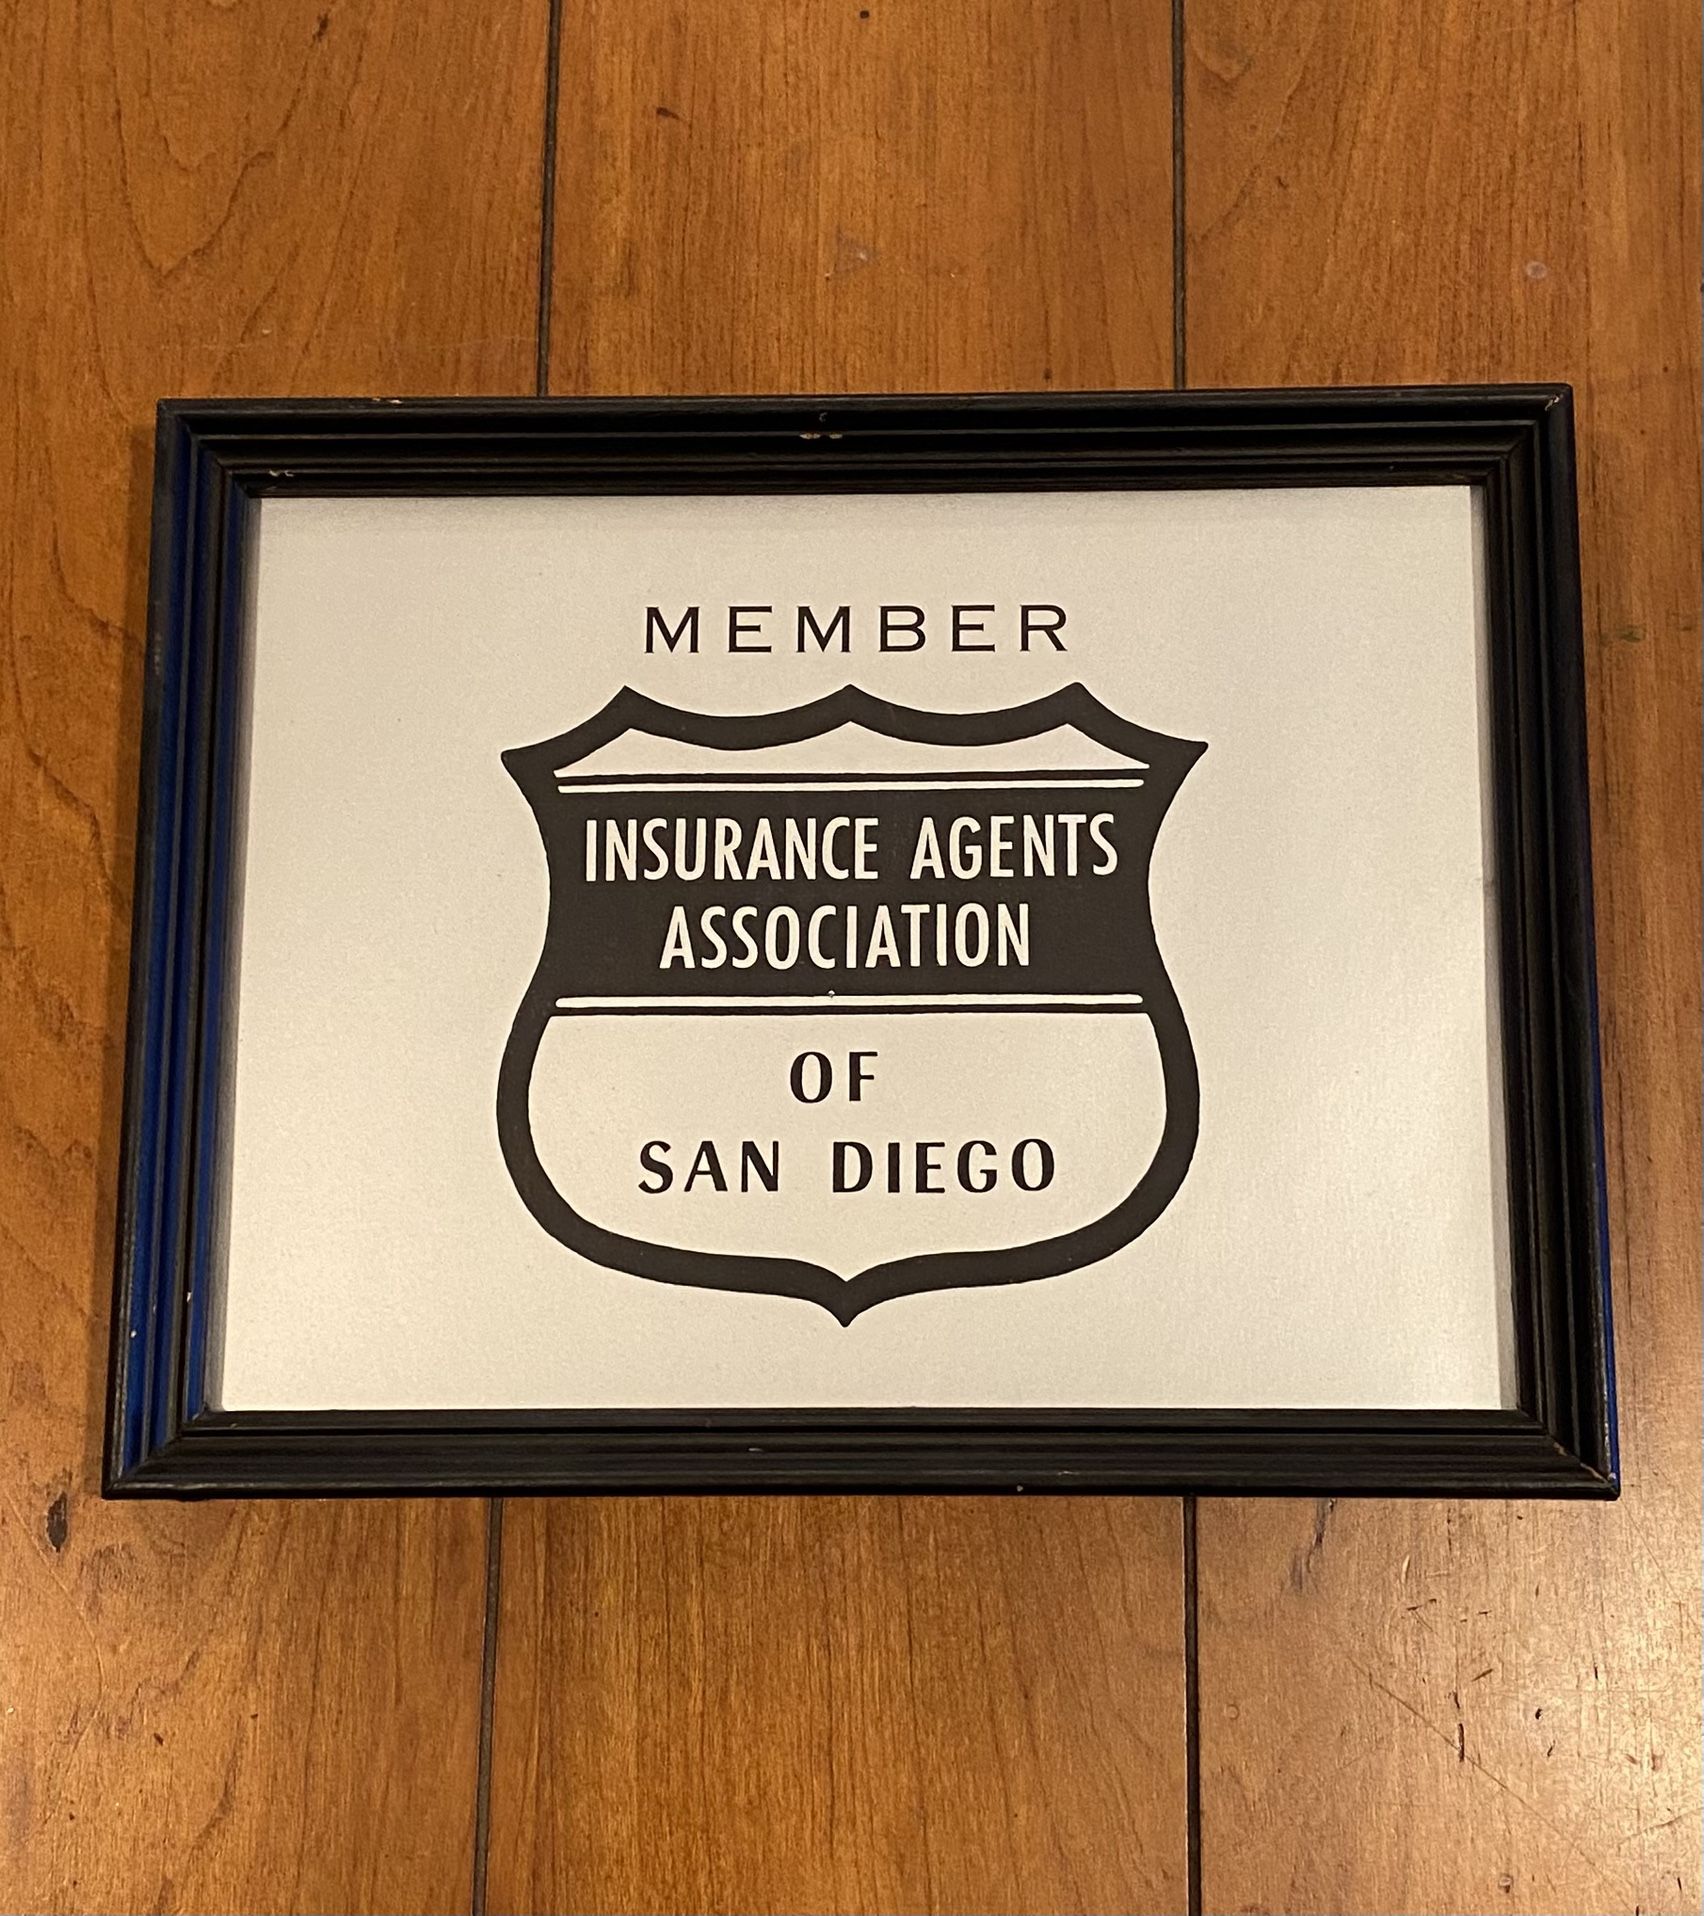 MEMBER
INSURANCE AGENTS
ASSOCIATION
OF
SAN DIEGO